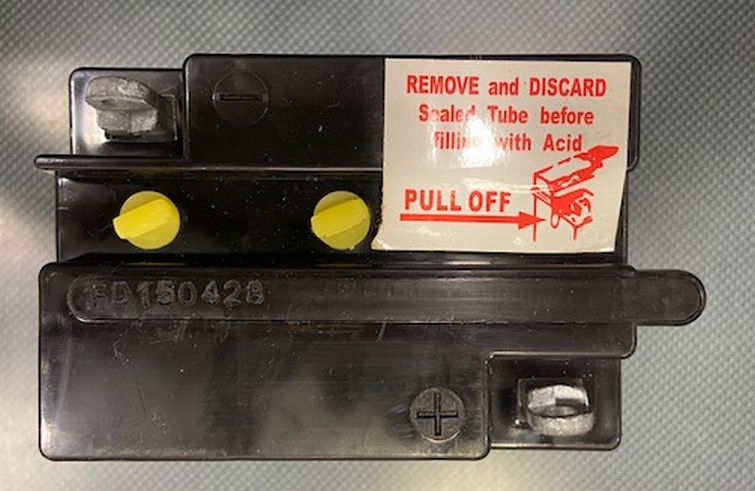 REMOVE and DISCARD
Sealed Tube before
filling with Acid
PULL OFF
FD150428